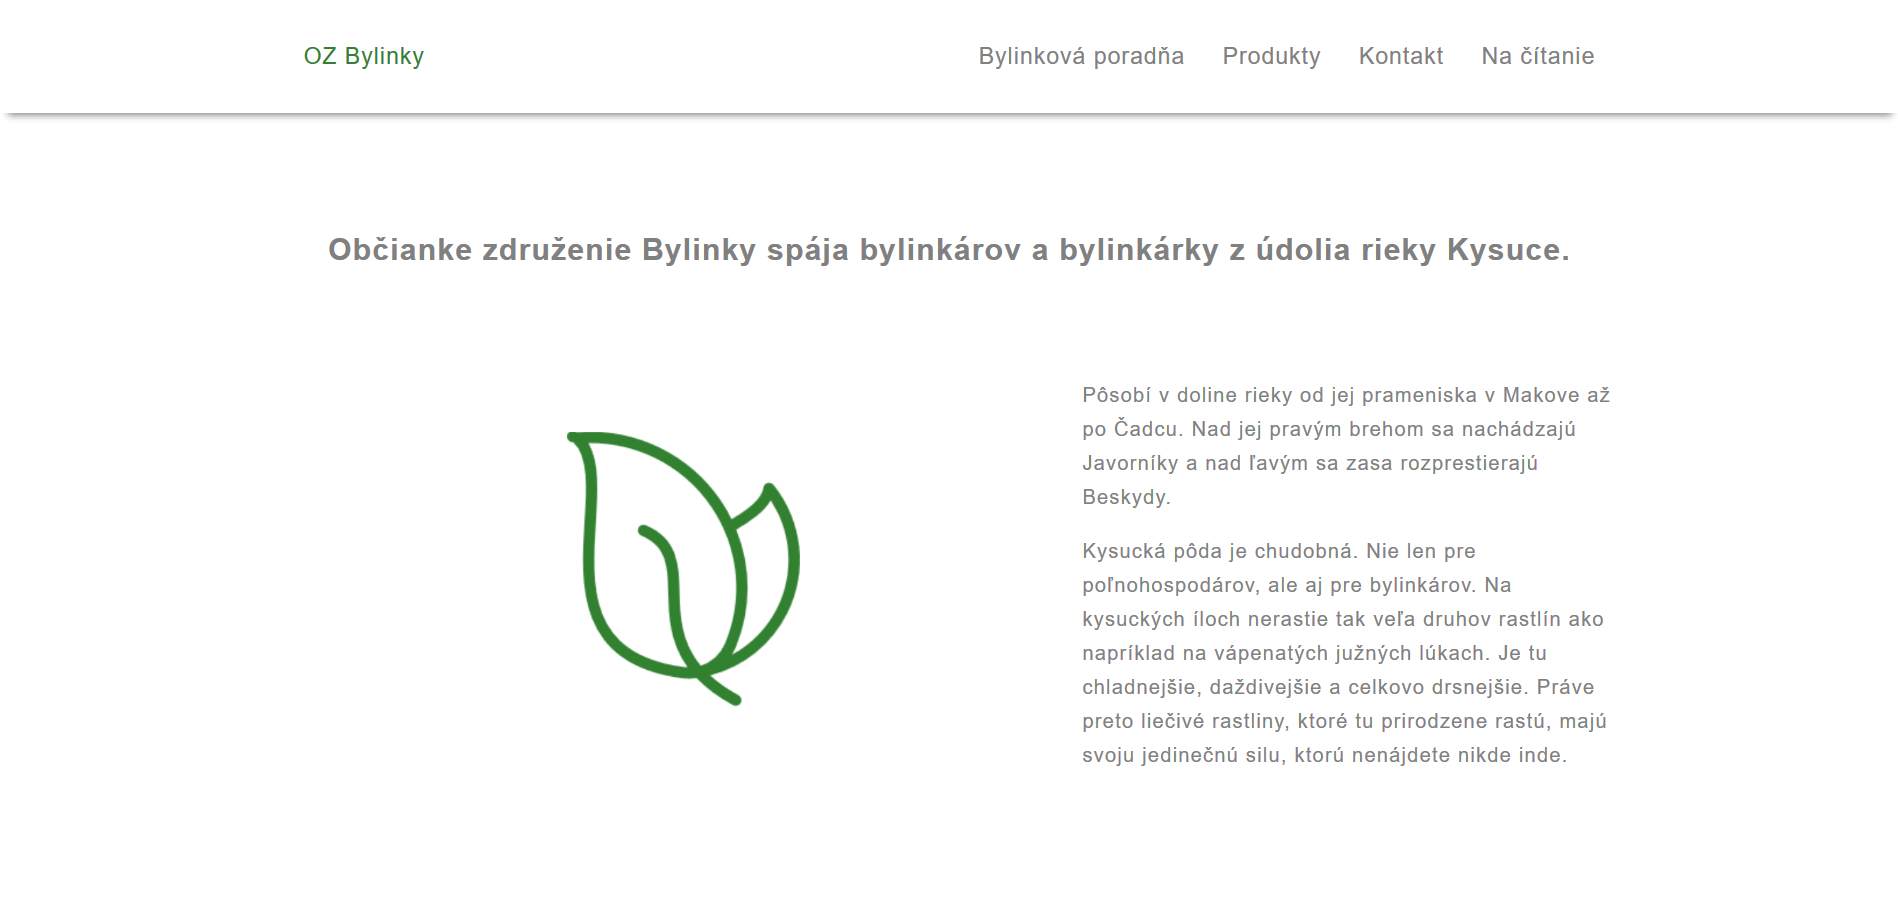 OZ Bylinky
Bylinková poradňa
Produkty
Kontakt
Na čítanie
Občianke združenie Bylinky spája bylinkárov a bylinkárky z údolia rieky Kysuce.
Pôsobí v doline rieky od jej prameniska v Makove až
po Čadcu. Nad jej pravým brehom sa nachádzajú
Javorníky a nad ľavým sa zasa rozprestierajú
Beskydy.
Kysucká pôda je chudobná. Nie len pre
poľnohospodárov, ale aj pre bylinkárov. Na
kysuckých íloch nerastie tak veľa druhov rastlín ako
napríklad na vápenatých južných lúkach. Je tu
chladnejšie, daždivejšie a celkovo drsnejšie. Práve
preto liečivé rastliny, ktoré tu prirodzene rastú, majú
svoju jedinečnú silu, ktorú nenájdete nikde inde.